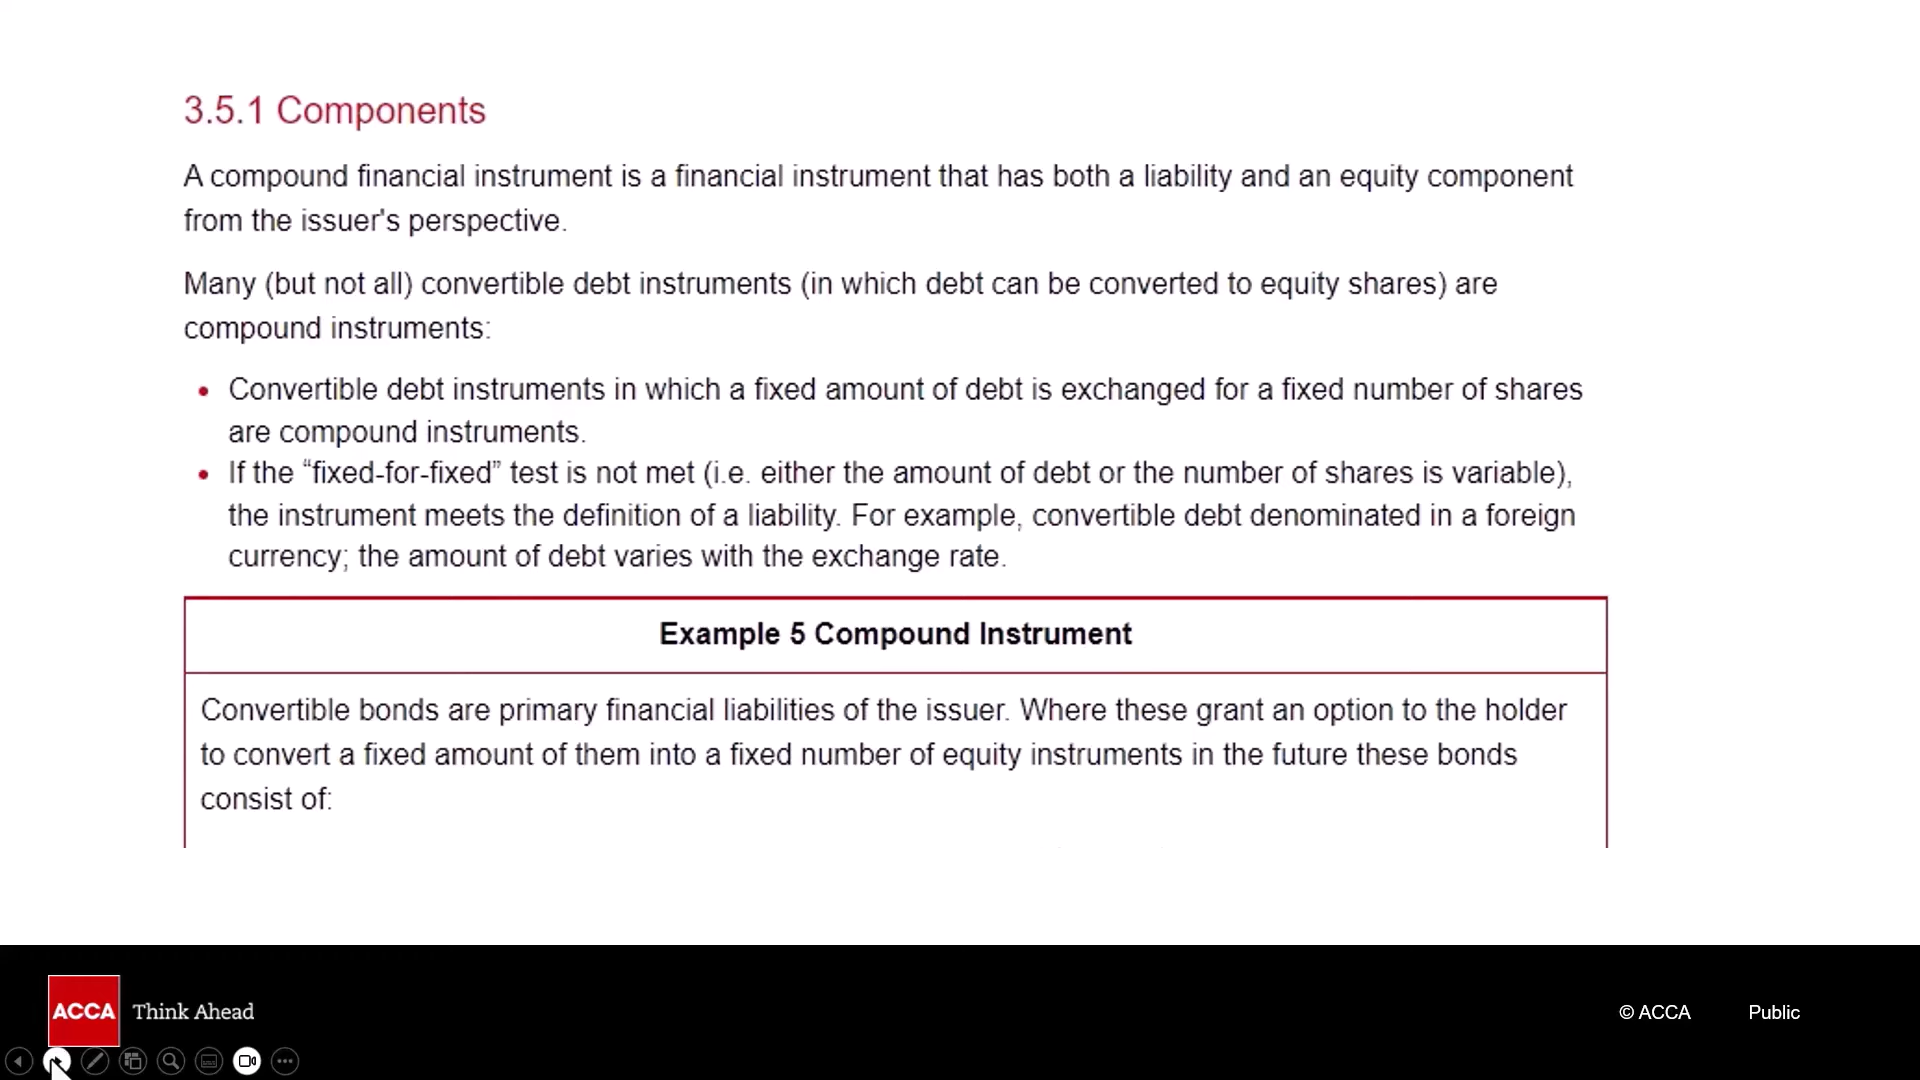 3.5.1 Components
A compound financial instrument is a financial instrument that has both a liability and an equity component
from the issuer's perspective.
Many (but not all) convertible debt instruments (in which debt can be converted to equity shares) are
compound instruments:
• Convertible debt instruments in which a fixed amount of debt is exchanged for a fixed number of shares
are compound instruments.
• If the “fixed-for-fixed” test is not met (i.e. either the amount of debt or the number of shares is variable),
the instrument meets the definition of a liability. For example, convertible debt denominated in a foreign
currency; the amount of debt varies with the exchange rate.
Example 5 Compound Instrument
Convertible bonds are primary financial liabilities of the issuer. Where these grant an option to the holder
to convert a fixed amount of them into a fixed number of equity instruments in the future these bonds
consist of:
ACCA Think Ahead
© ACCA Public